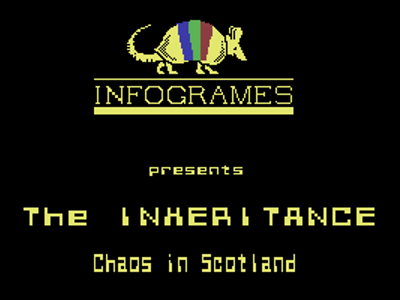 INFOGRAMES
presents
The INHERITANCE
Chaos in Scotland